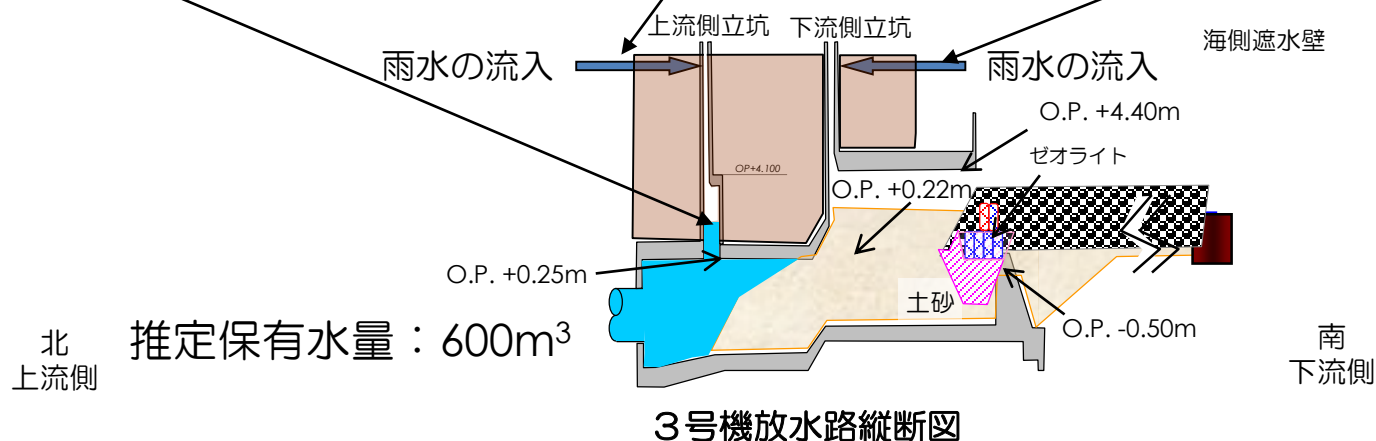 上流側立坑
下流側立坑
海側遮水壁
雨水の流入
雨水の流入
O.P. +4.40m
ゼオライト
OP+4.100
O.P. +0.22m
O.P. +0.25m
土砂
O.P. -0.50m
北
上流側
推定保有水量：600m³
南
下流側
３号機放水路縦断図